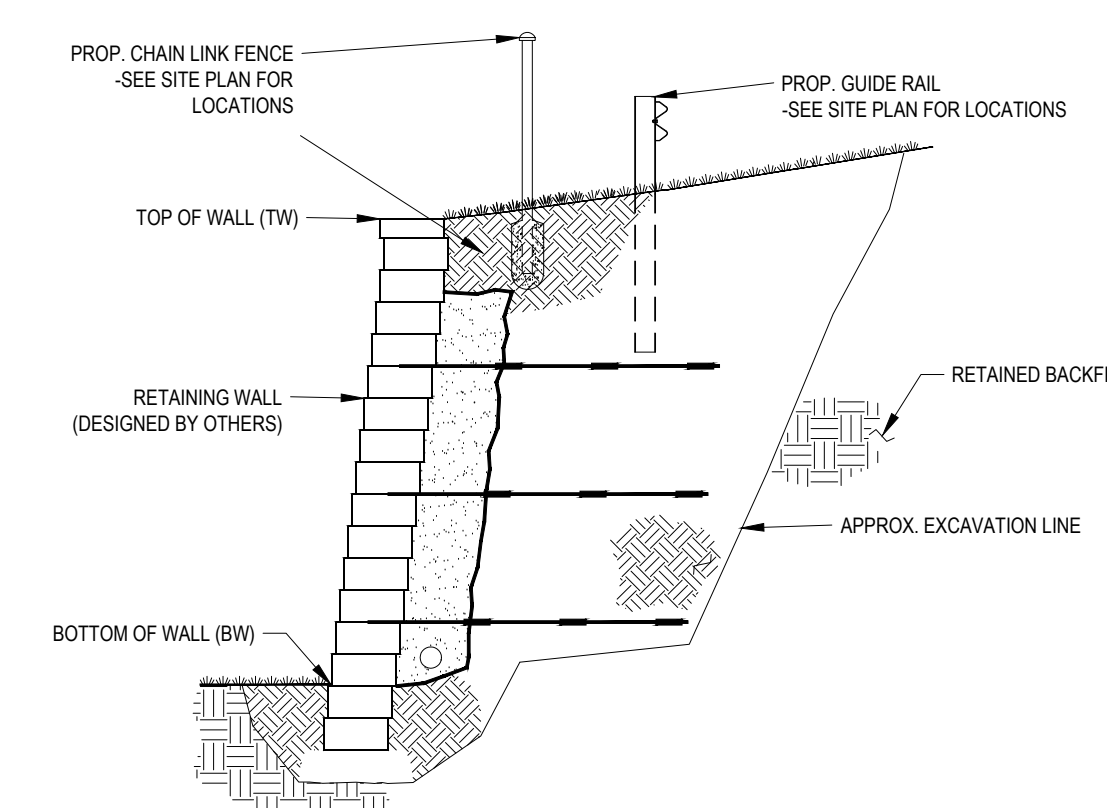 PROP. CHAIN LINK FENCE
-SEE SITE PLAN FOR
LOCATIONS
PROP. GUIDE RAIL
-SEE SITE PLAN FOR LOCATIONS
TOP OF WALL (TW)
RETAINING WALL
(DESIGNED BY OTHERS)
RETAINED
APPROX. EXCAVATION LINE
BOTTOM OF WALL (BW)